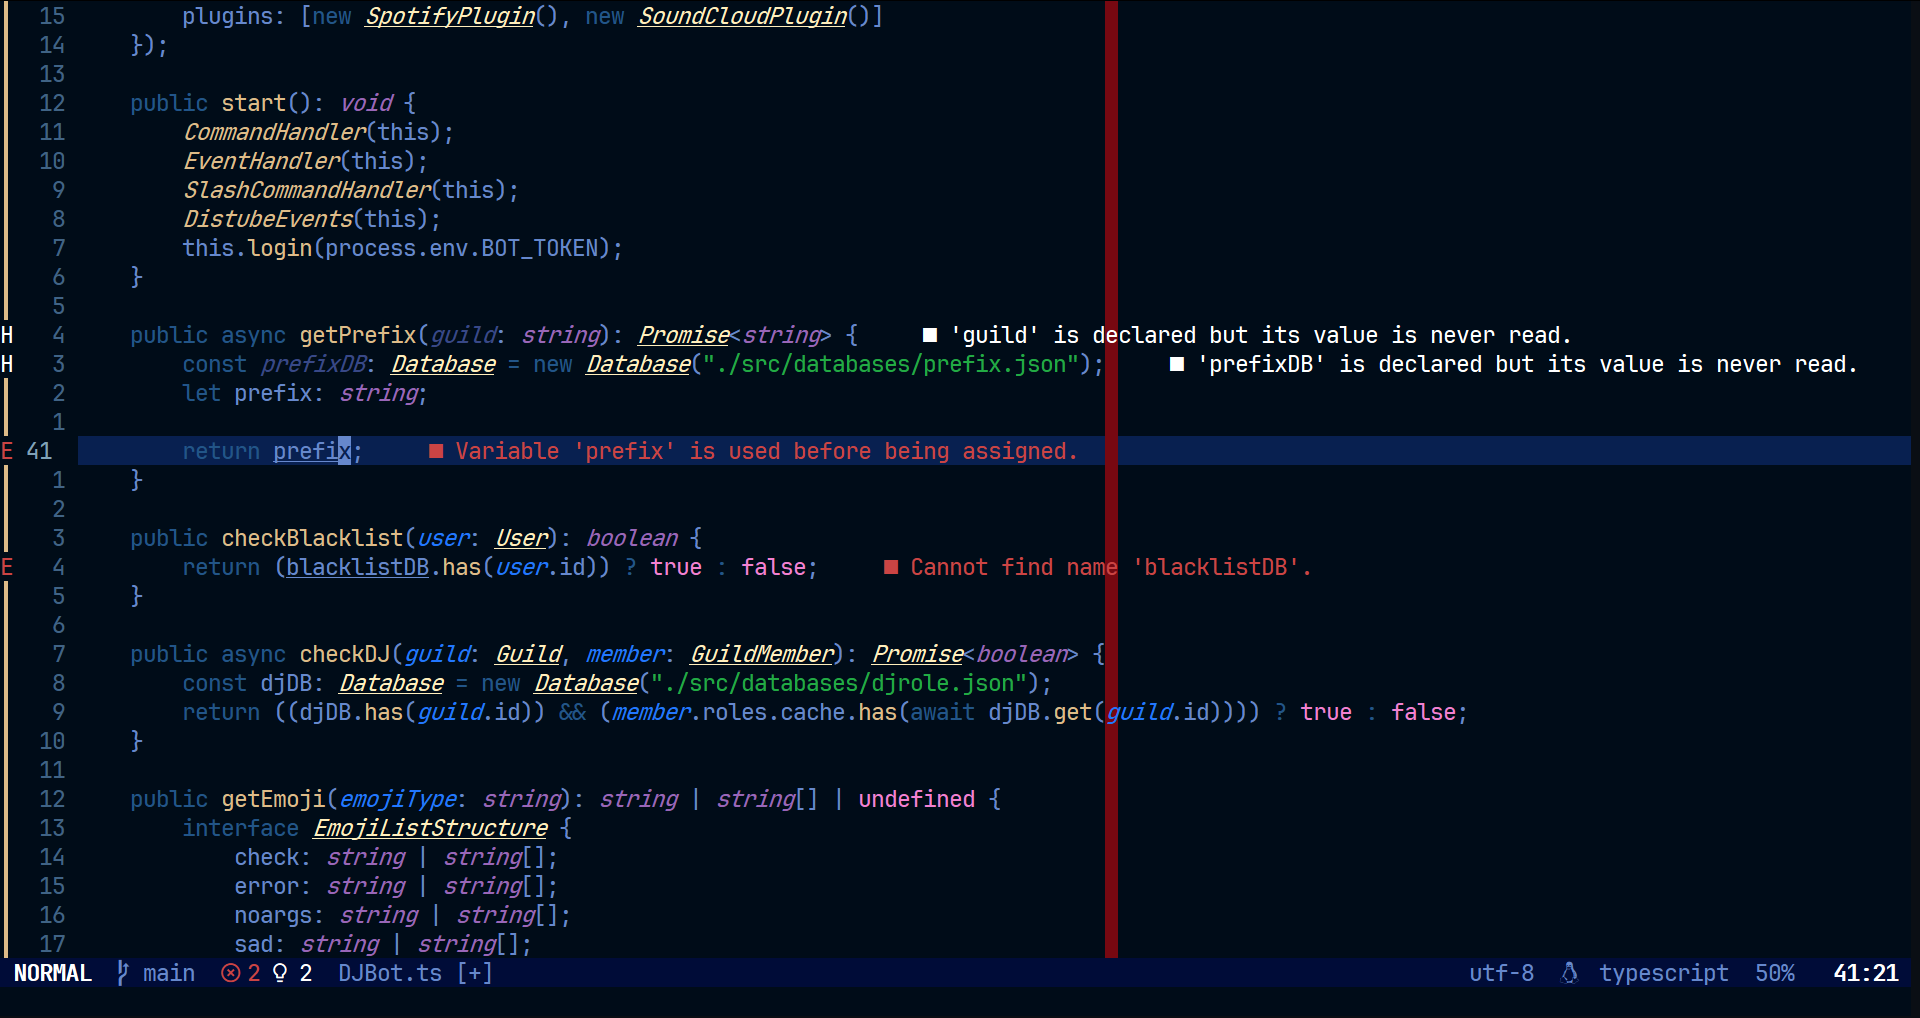 15 plugins: [new SpotifyPlugin(), new SoundCloudPlugin()]
14 });
13
12 public start(): void {
11 CommandHandler(this);
10 EventHandler(this);
9 SlashCommandHandler(this);
8 DistubeEvents(this);
7 this.login(process.env.BOT_TOKEN);
6 }
5
H 4 public async getPrefix(guild: string): Promise<string> { ■ 'guild' is declared but its value is never read.
H 3 const prefixDB: Database = new Database("./src/databases/prefix.json"); ■ 'prefixDB' is declared but its value is never read.
2 let prefix: string;
1
E 41 return prefix; ■ Variable 'prefix' is used before being assigned.
1 }
2
3 public checkBlacklist(user: User): boolean {
E 4 return (blacklistDB.has(user.id)) ? true : false; ■ Cannot find name 'blacklistDB'.
5 }
6
7 public async checkDJ(guild: Guild, member: GuildMember): Promise<boolean> {
8 const djDB: Database = new Database("./src/databases/djrole.json");
9 return ((djDB.has(guild.id)) && (member.roles.cache.has(await djDB.get(guild.id)))) ? true : false;
10 }
11
12 public getEmoji(emojiType: string): string | string[] | undefined {
13 interface EmojiListStructure {
14 check: string | string[];
15 error: string | string[];
16 noargs: string | string[];
17 sad: string | string[];
NORMAL main 2 2 DJBot.ts [+] utf-8 typescript 50% 41:21